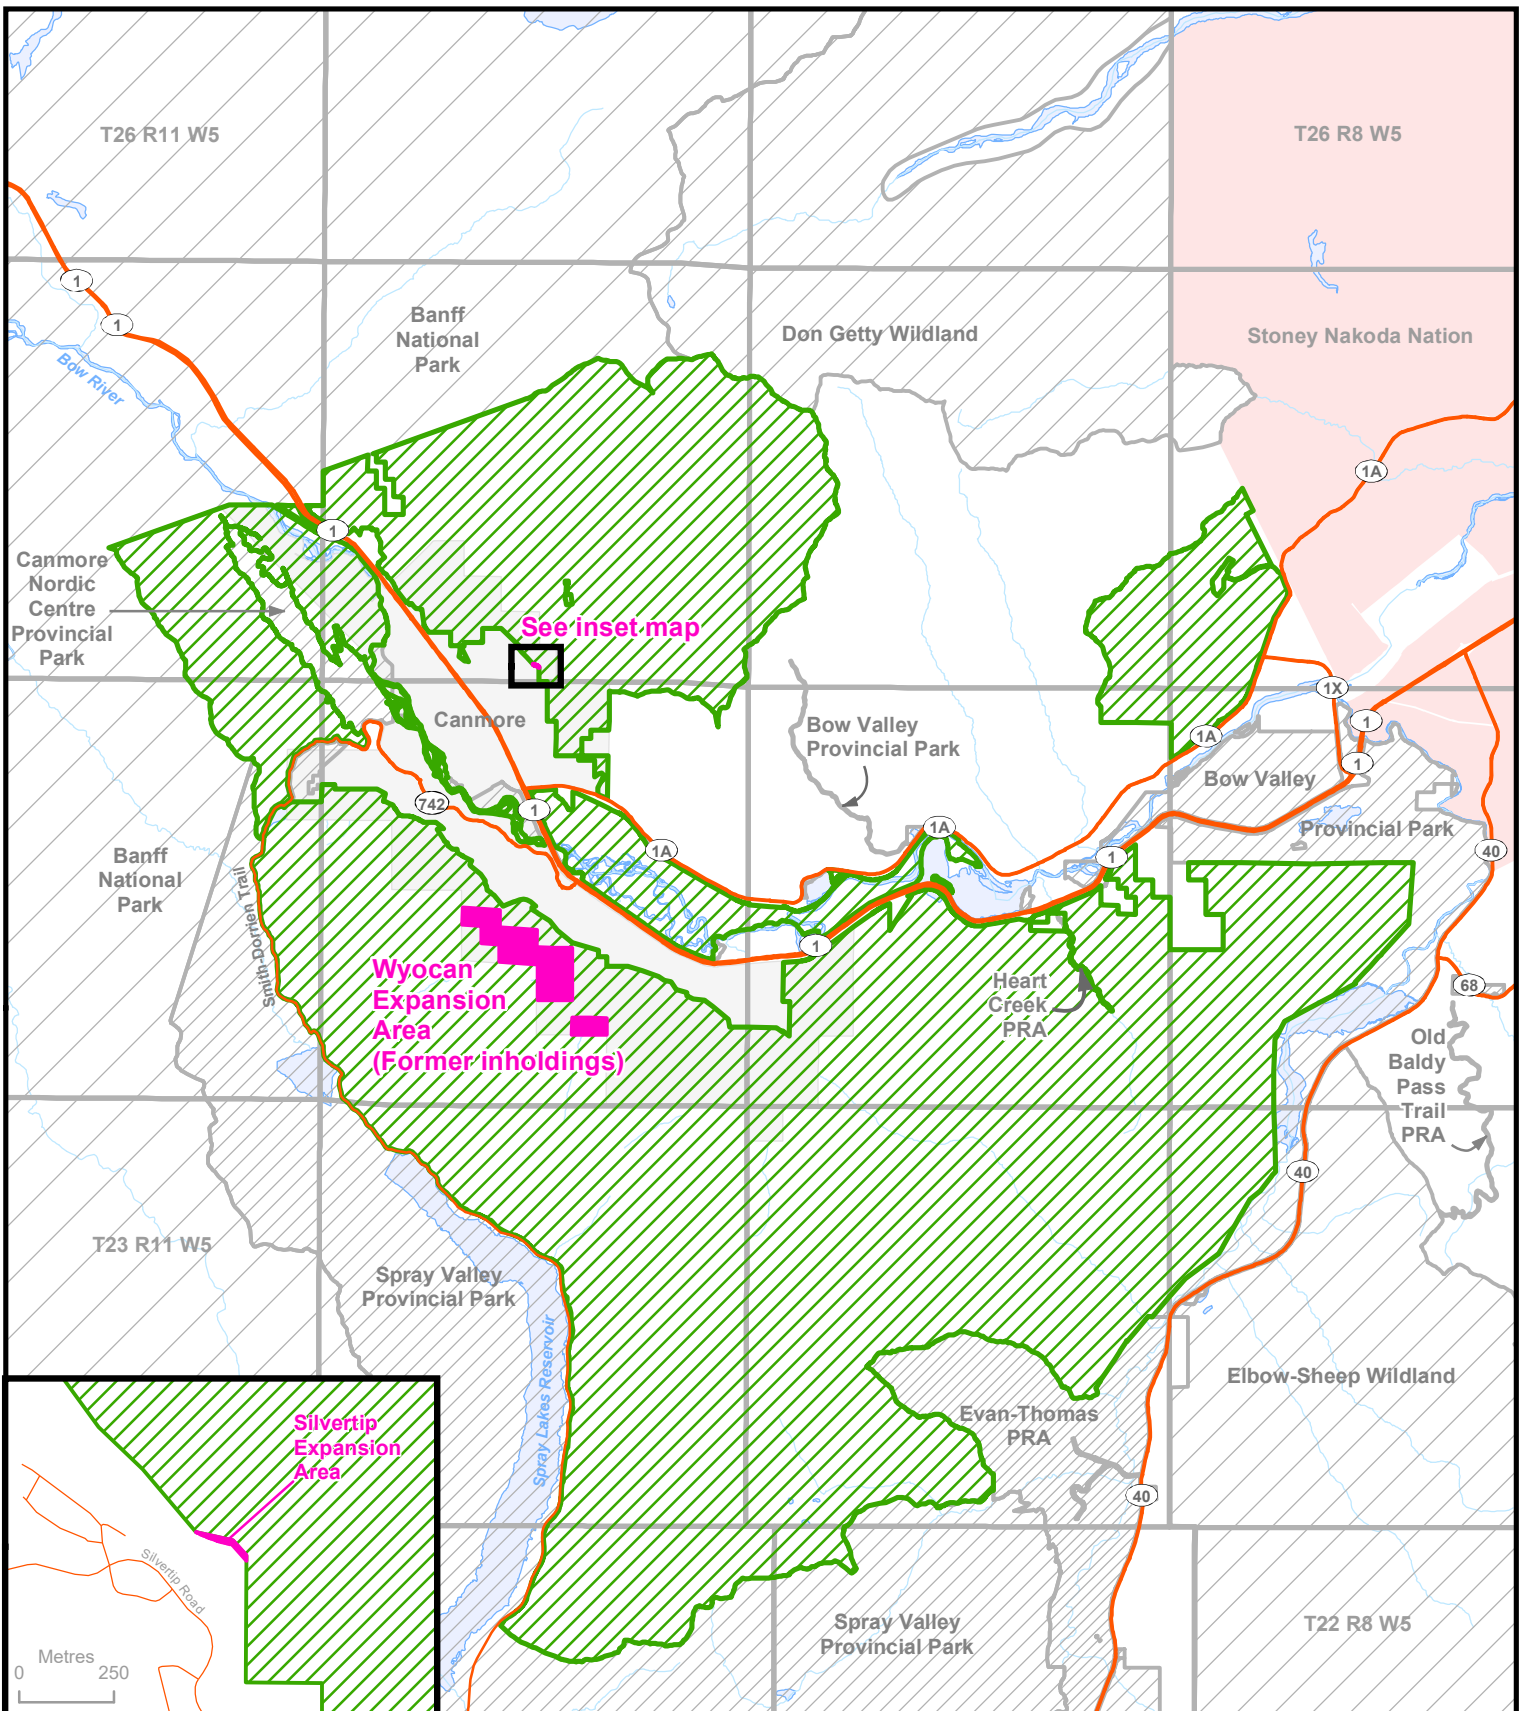 T26 R11 W5
T26 R8 W5
1
1
Banff
National
Park
Don Getty Wildland
Stoney Nakoda Nation
Bow River
1A
1
Canmore
Nordic
Centre
Provincial
Park
See inset map
Canmore
1X
1
1A
1
Bow Valley
Provincial Park
Bow Valley
Provincial Park
742
1
1A
1A
1
40
Banff
National
Park
Smith-Dorrien Trail
1
Wyocan
Expansion
Area
(Former inholdings)
Heart
Creek
PRA
68
Old
Baldy
Pass
Trail
PRA
40
T23 R11 W5
Spray Valley
Provincial Park
Spray Lakes Reservoir
Elbow-Sheep Wildland
Evan-Thomas
PRA
40
Silvertip
Expansion
Area
Silvertip Road
Metres
0 250
Spray Valley
Provincial Park
T22 R8 W5